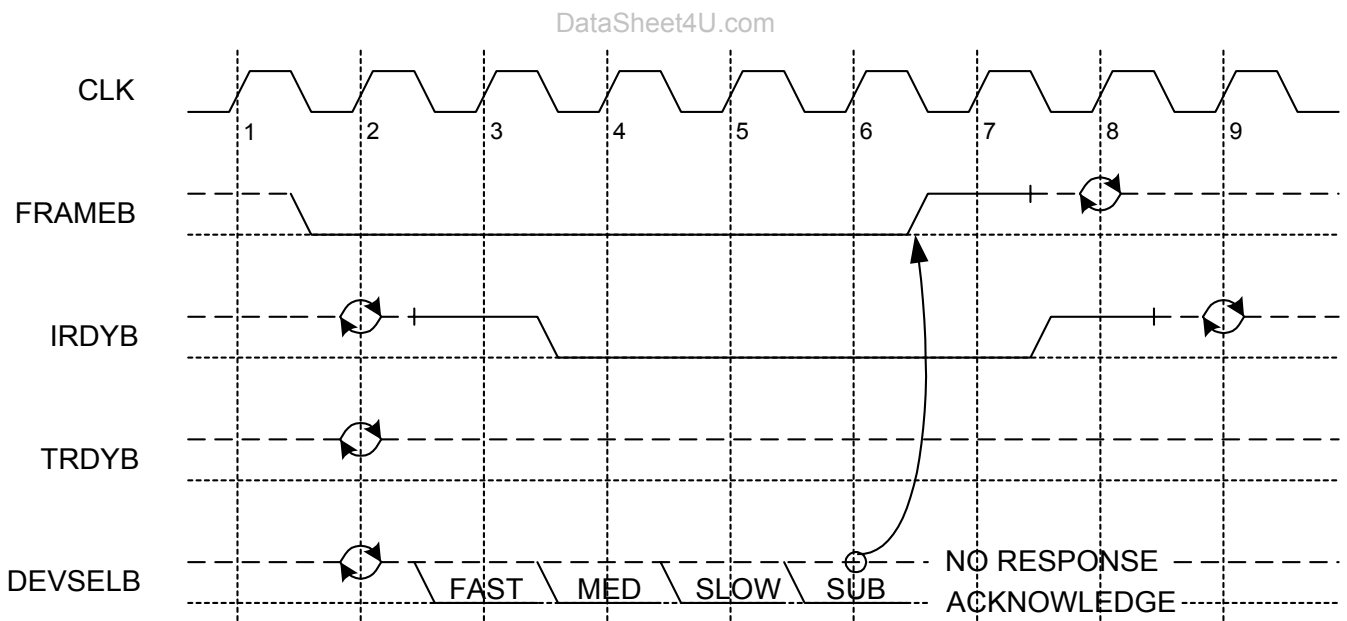 DataSheet4U.com
CLK
1 2 3 4 5 6 7 8 9
FRAMEB
IRDYB
TRDYB
DEVSELB
NO RESPONSE
FAST MED SLOW SUB
ACKNOWLEDGE